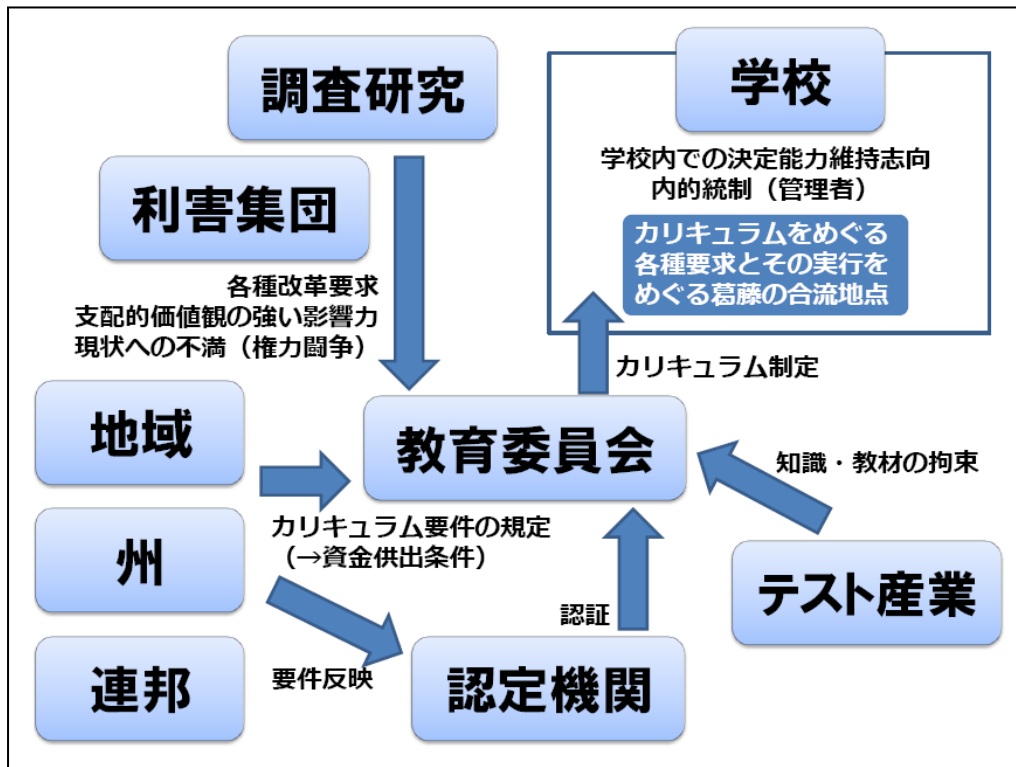 調査研究
学校
学校内での決定能力維持志向
内的統制（管理者）
カリキュラムをめぐる
各種要求とその実行を
めぐる葛藤の合流地点
利害集団
各種改革要求
支配的価値観の強い影響力
現状への不満（権力闘争）
カリキュラム制定
地域
教育委員会
知識・教材の拘束
カリキュラム要件の規定
（→資金供出条件）
州
テスト産業
認証
要件反映
連邦
認定機関